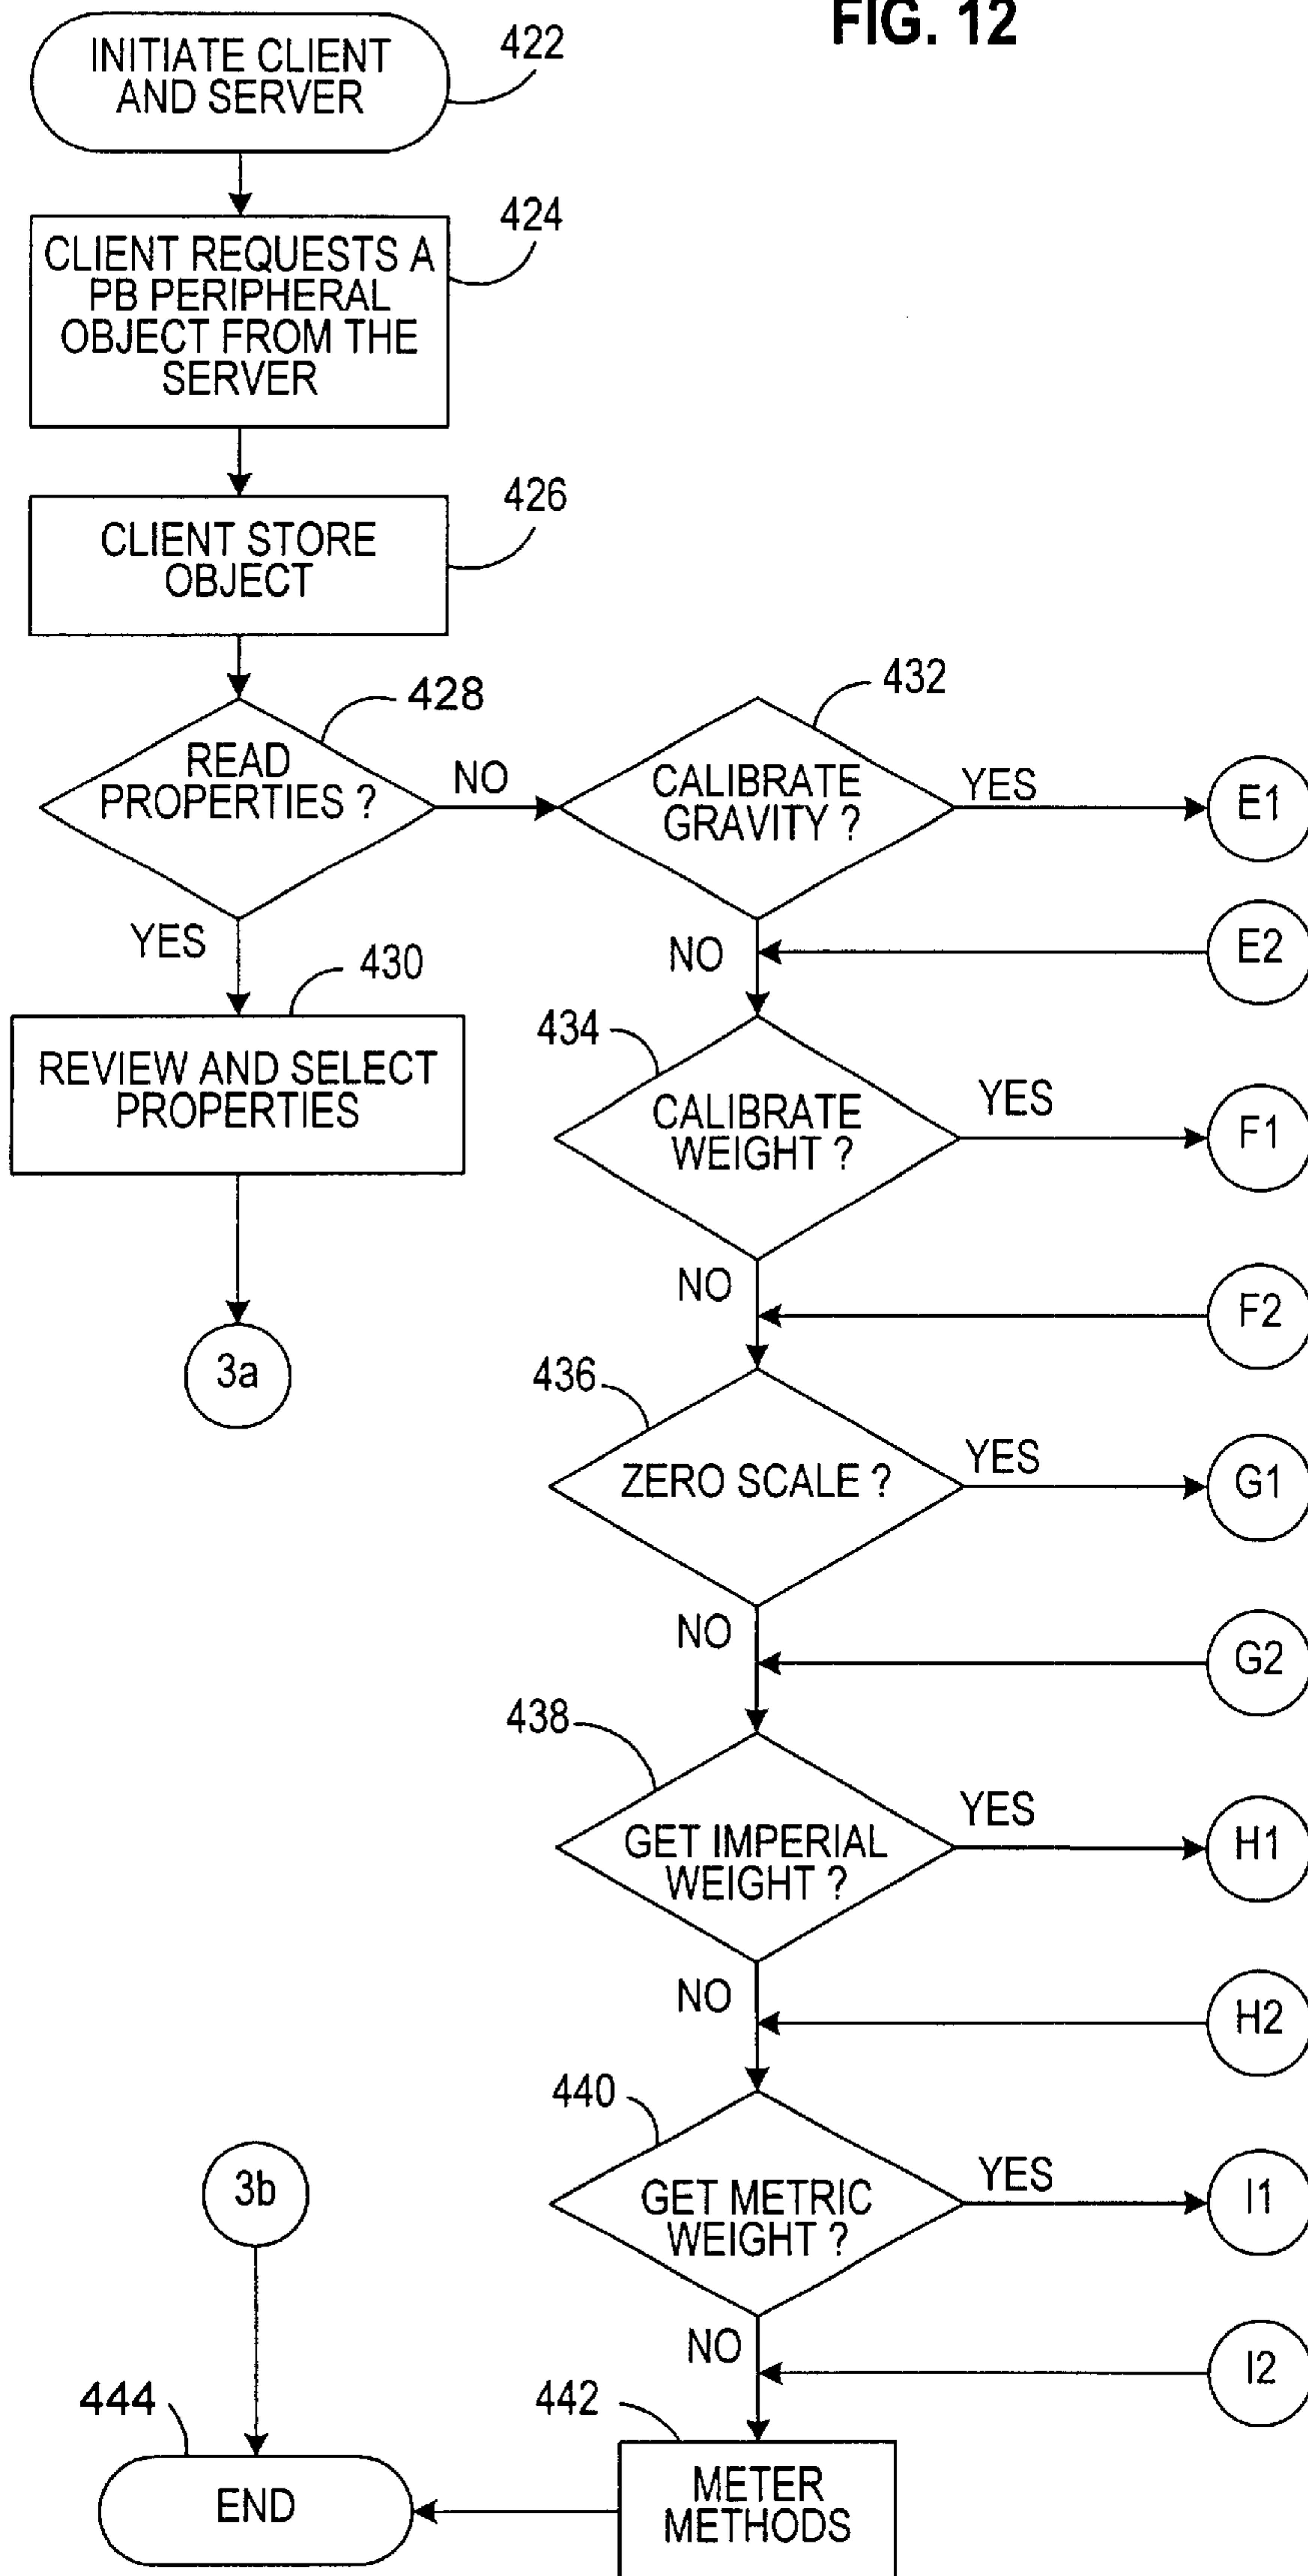 FIG. 12
INITIATE CLIENT
AND SERVER
422
CLIENT REQUESTS A
PB PERIPHERAL
OBJECT FROM THE
SERVER
424
CLIENT STORE
OBJECT
426
READ
PROPERTIES ?
428
NO
YES
REVIEW AND SELECT
PROPERTIES
430
3a
CALIBRATE
GRAVITY ?
432
YES
E1
NO
E2
CALIBRATE
WEIGHT ?
434
YES
F1
NO
F2
ZERO SCALE ?
436
YES
G1
NO
G2
GET IMPERIAL
WEIGHT ?
438
YES
H1
NO
H2
GET METRIC
WEIGHT ?
440
YES
I1
NO
I2
METER
METHODS
442
3b
END
444